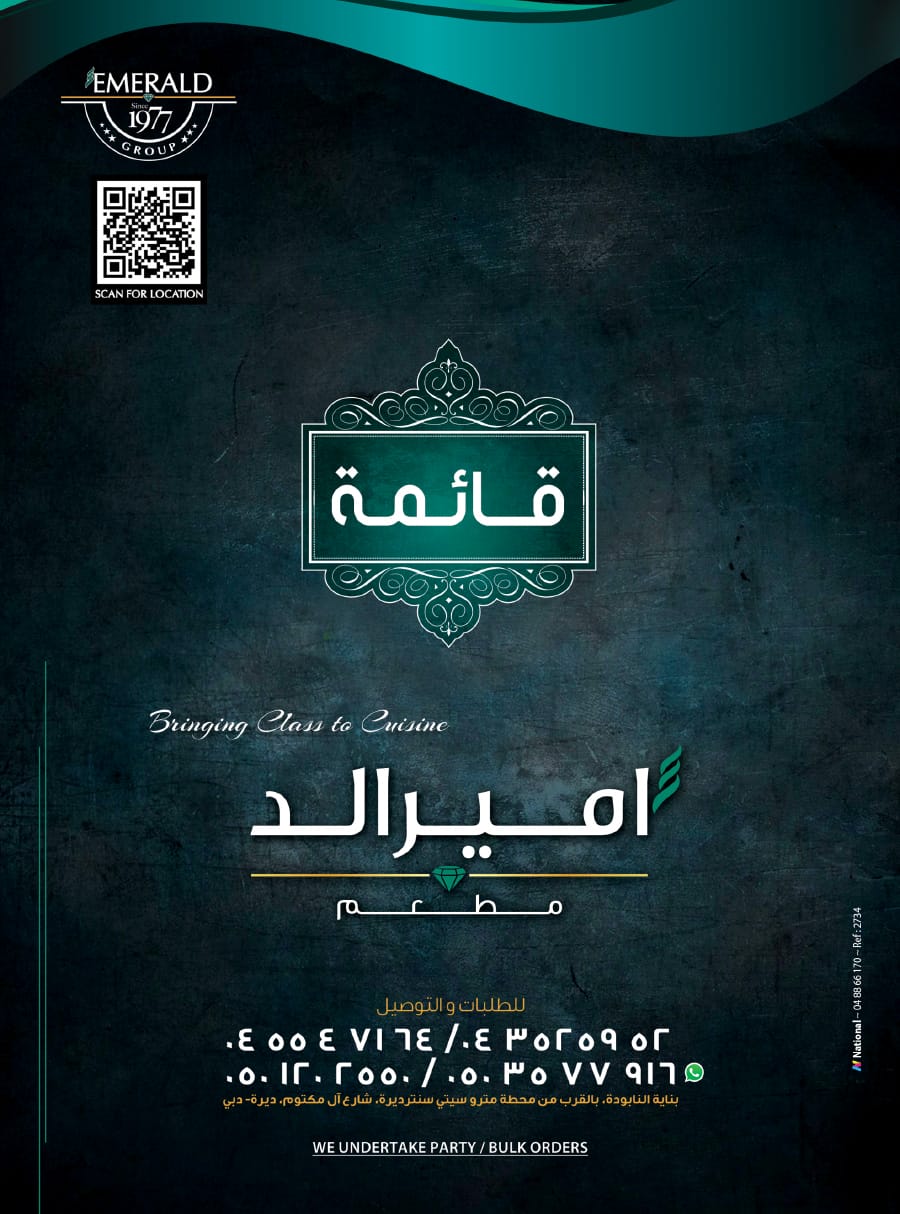 EMERALD
Since
1977
GROUP
SCAN FOR LOCATION
قائمة
Bringing Class to Cuisine
اميرالد
مطعم
للطلبات و التوصيل
٠٤ ٥٥ ٤ ٧١ ٦٤ / ٠٤ ٣٥٢٥٩ ٥٢
٠٥٠ ١٢٠ ٢٥٥٠ / ٠٥٠ ٣٥ ٧٧ ٩١٦
بناية النابودة، بالقرب من محطة مترو سيتي سنتر ديرة، شارع آل مكتوم، ديرة- دبي
WE UNDERTAKE PARTY / BULK ORDERS
National – 04 88 66 170 – Ref : 2734